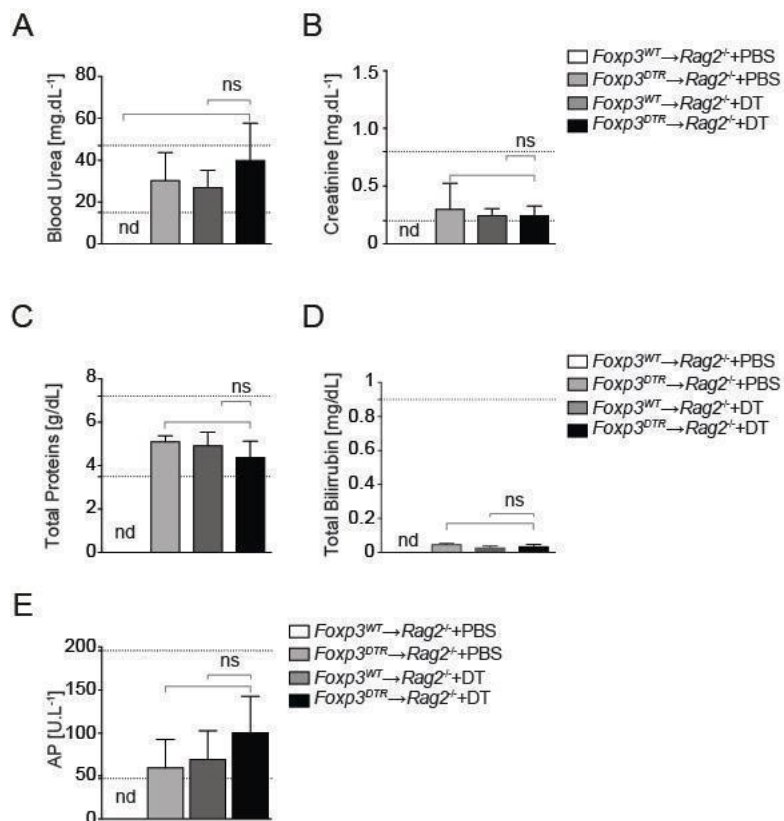 A
Blood Urea [mg.dL⁻¹]
80
60
40
20
0
nd
ns
B
Creatinine [mg.dL⁻¹]
1.5
1.0
0.5
0
nd
ns
Foxp3ᵂᵀ→Rag2⁻/⁻+PBS
Foxp3ᴰᵀᴿ→Rag2⁻/⁻+PBS
Foxp3ᵂᵀ→Rag2⁻/⁻+DT
Foxp3ᴰᵀᴿ→Rag2⁻/⁻+DT
C
Total Proteins [g/dL]
8
6
4
2
0
nd
ns
D
Total Bilirrubin [mg/dL]
1
0.8
0.6
0.4
0.2
0
nd
ns
Foxp3ᵂᵀ→Rag2⁻/⁻+PBS
Foxp3ᴰᵀᴿ→Rag2⁻/⁻+PBS
Foxp3ᵂᵀ→Rag2⁻/⁻+DT
Foxp3ᴰᵀᴿ→Rag2⁻/⁻+DT
E
AP [U.L⁻¹]
200
150
100
50
0
nd
ns
Foxp3ᵂᵀ→Rag2⁻/⁻+PBS
Foxp3ᴰᵀᴿ→Rag2⁻/⁻+PBS
Foxp3ᵂᵀ→Rag2⁻/⁻+DT
Foxp3ᴰᵀᴿ→Rag2⁻/⁻+DT